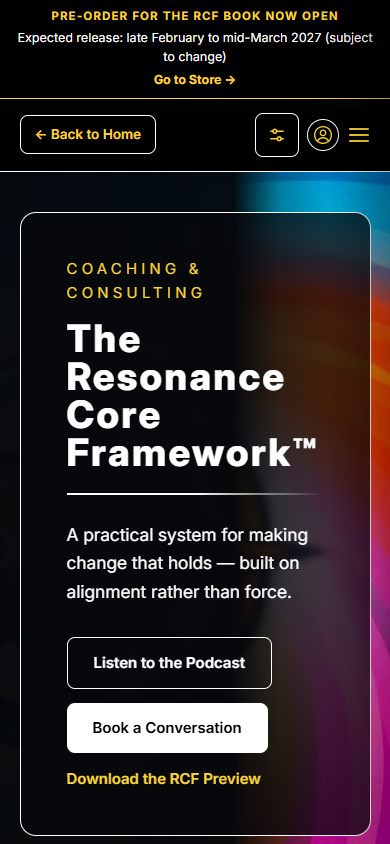 PRE-ORDER FOR THE RCF BOOK NOW OPEN
Expected release: late February to mid-March 2027 (subject
to change)
Go to Store →
← Back to Home
COACHING &
CONSULTING
The
Resonance
Core
Framework™
A practical system for making
change that holds — built on
alignment rather than force.
Listen to the Podcast
Book a Conversation
Download the RCF Preview